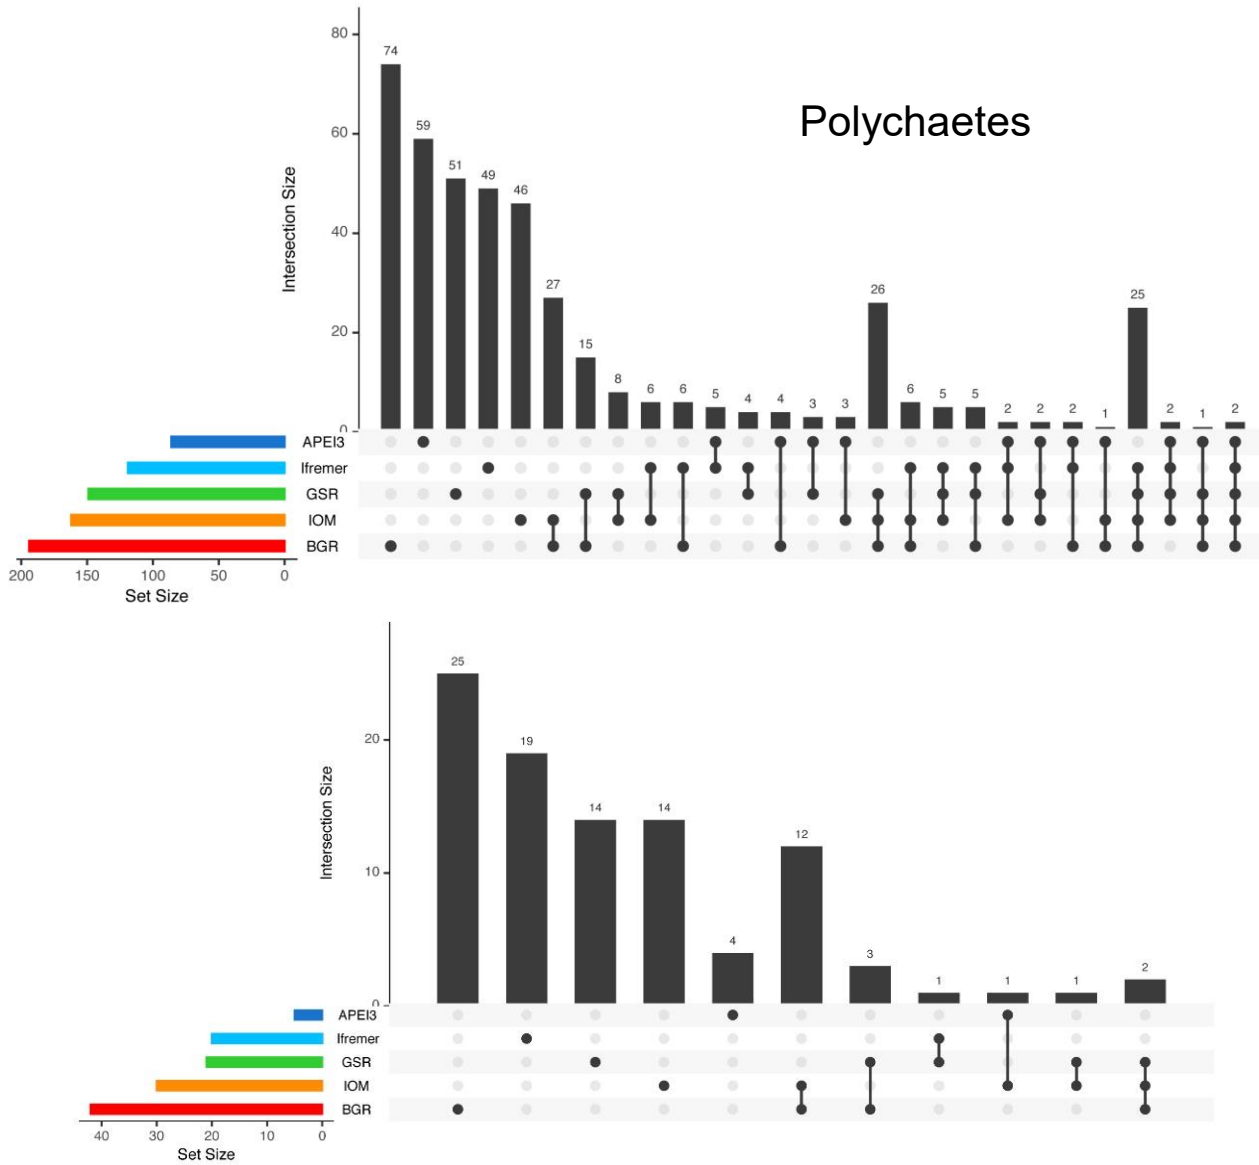 80
74
59
Polychaetes
60
51
49
46
Intersection Size
40
27
26
25
20
15
8
6
6
5
4
4
3
3
6
5
5
2
2
2
1
2
1
2
0
APEI3
Ifremer
GSR
IOM
BGR
200 150 100 50 0
Set Size
25
20
19
14
14
12
Intersection Size
10
4
3
1
1
1
2
0
APEI3
Ifremer
GSR
IOM
BGR
40 30 20 10 0
Set Size